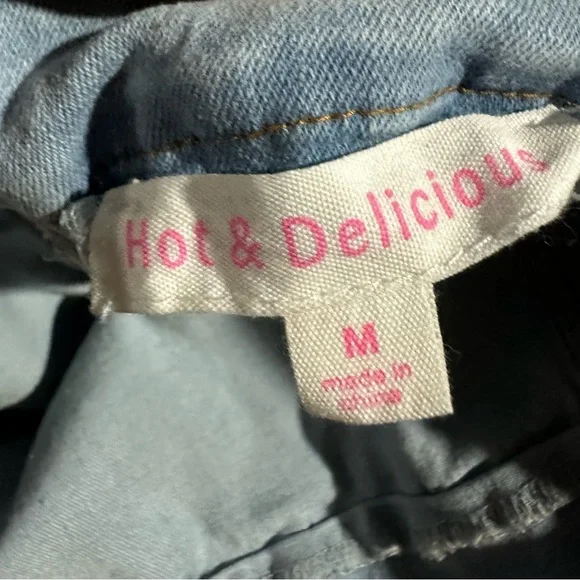 Hot & Delicious
M
made in
china